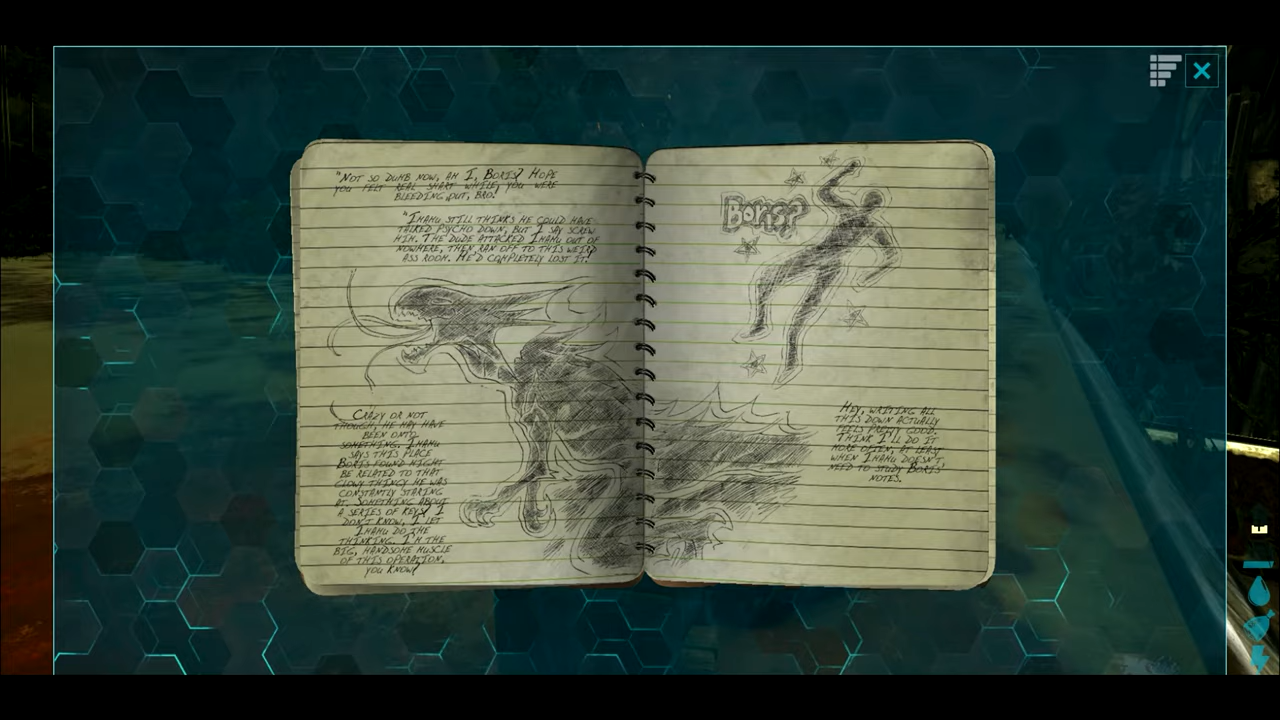 "Not so dumb now, am I, Boris? Hope
you felt real smart while you were
bleeding out, bro!
"Imamu still thinks he could have
talked psycho down, but I say screw
him. The dude attacked Imamu out of
nowhere, then ran off to this weird
ass room. He'd completely lost it!
Crazy or not
though, he may have
been onto
something. Imamu
says this place
Boris found might
be related to that
glowy thingy he was
constantly staring
at. Something about
a series of keys? I
don't know, I let
Imamu do the
thinking. I'm the
big, handsome muscle
of this operation,
you know?
Boris?
Hey, writing all
this down actually
feels pretty good.
Think I'll do it
more often, at least
when Imamu doesn't
need to study Boris'
notes.